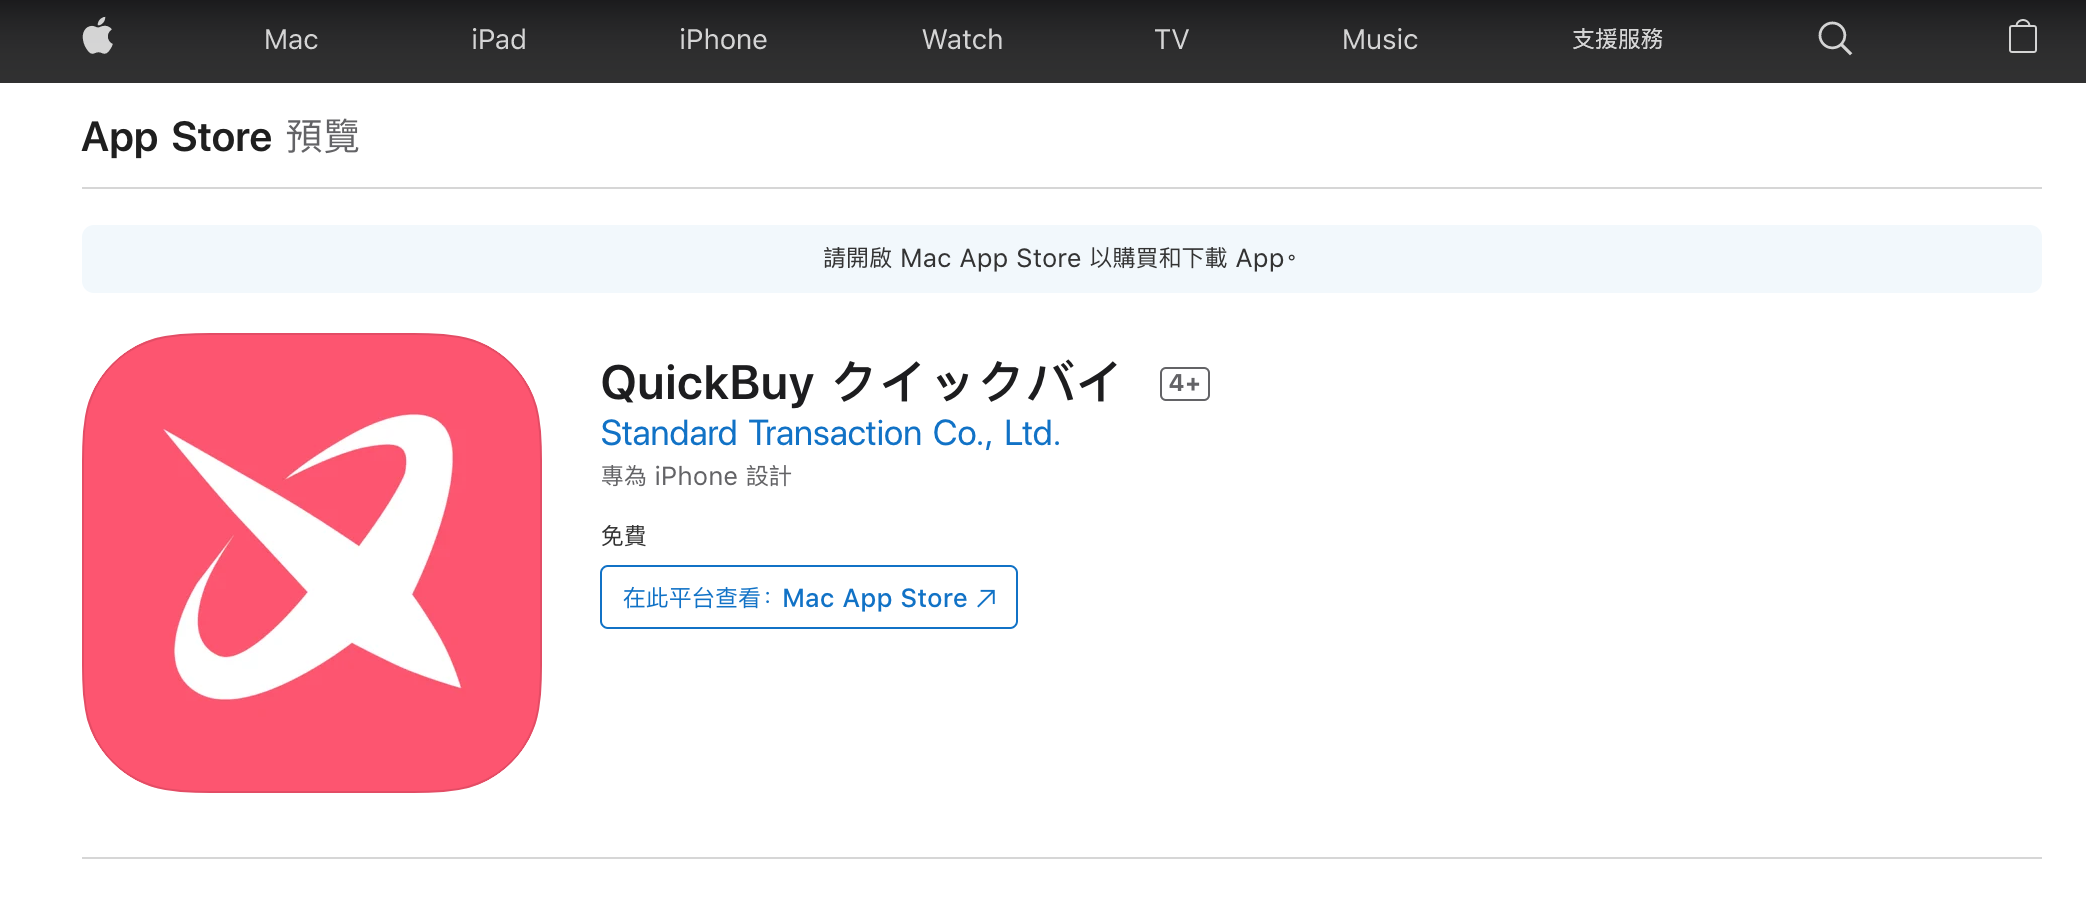 Mac iPad iPhone Watch TV Music 支援服務
App Store 預覽
請開啟 Mac App Store 以購買和下載 App。
QuickBuy クイックバイ 4+
Standard Transaction Co., Ltd.
專為 iPhone 設計
免費
在此平台查看：Mac App Store ↗